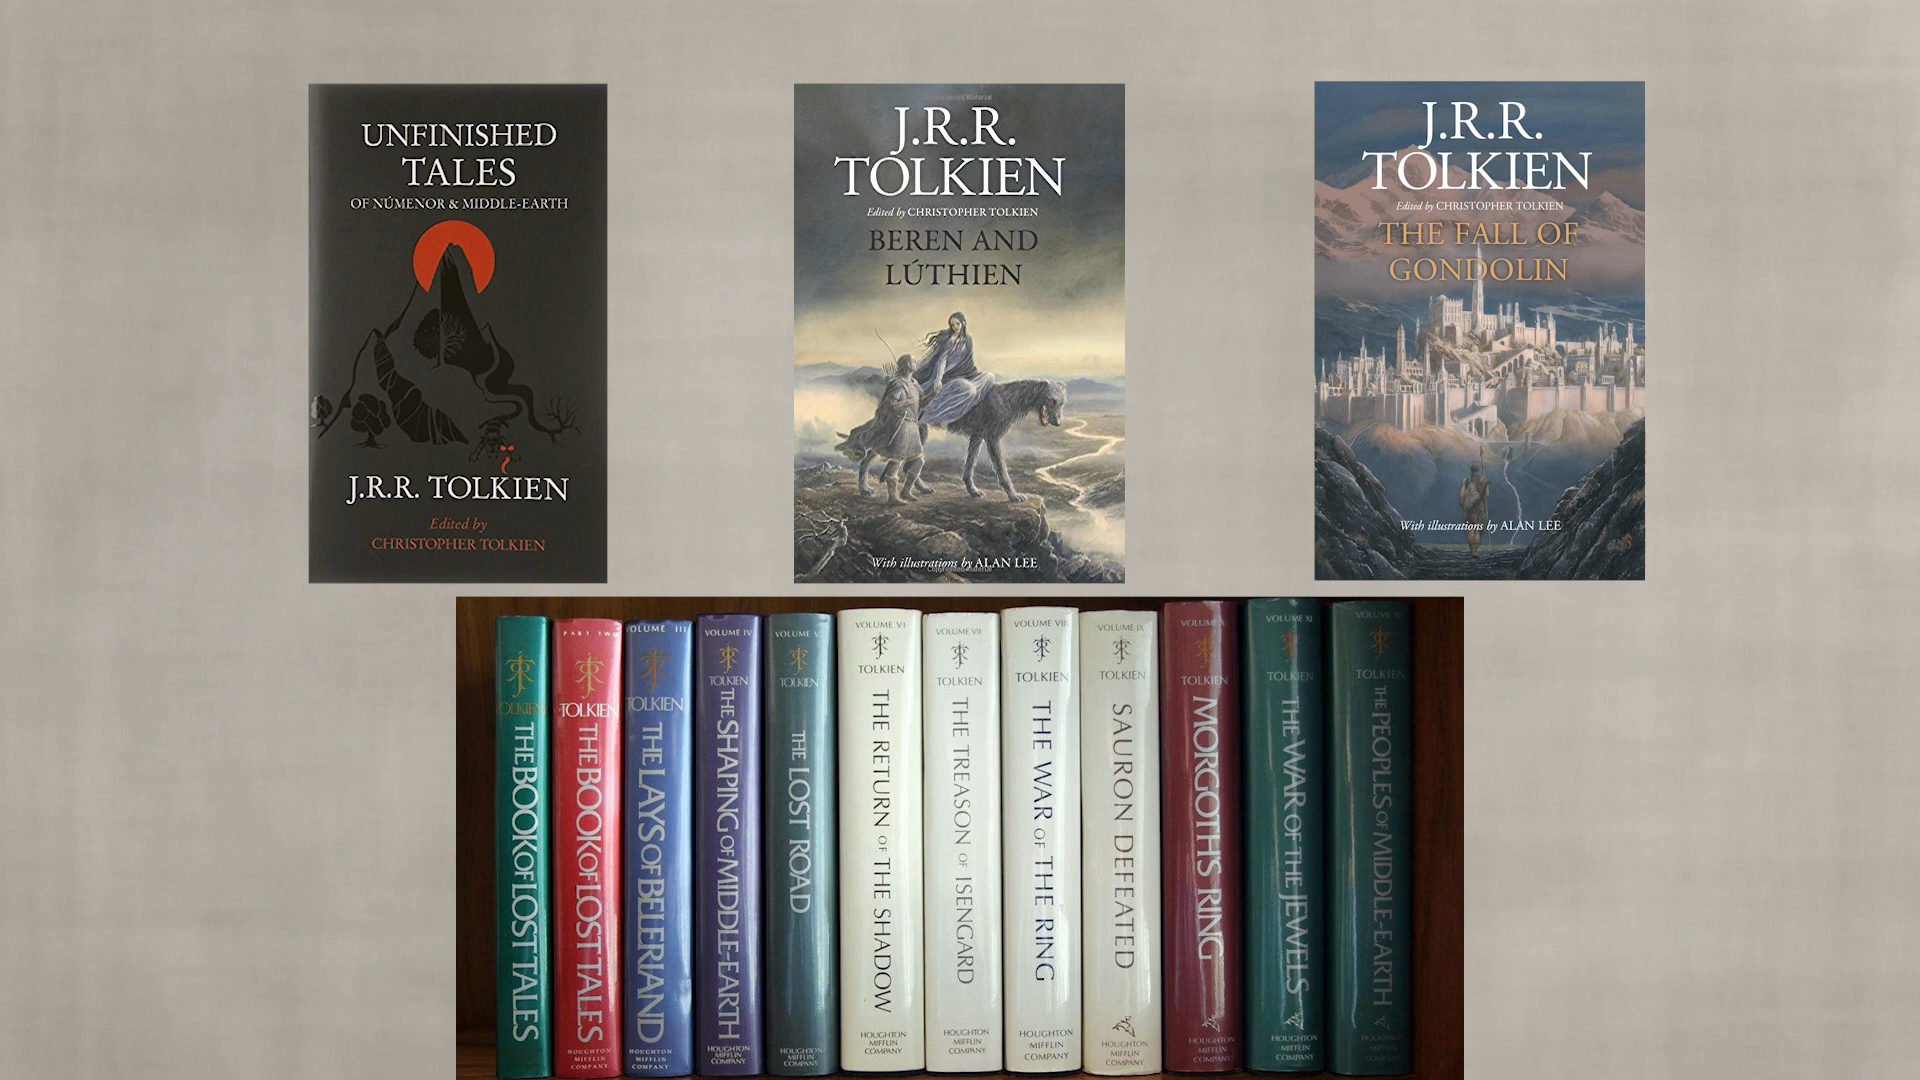 UNFINISHED
TALES
OF NÚMENOR & MIDDLE-EARTH
J.R.R. TOLKIEN
Edited by
CHRISTOPHER TOLKIEN
J.R.R.
TOLKIEN
Edited by CHRISTOPHER TOLKIEN
BEREN AND
LÚTHIEN
With illustrations by ALAN LEE
J.R.R.
TOLKIEN
Edited by CHRISTOPHER TOLKIEN
THE FALL OF
GONDOLIN
With illustrations by ALAN LEE
TOLKIEN
THE BOOK OF LOST TALES
PART TWO
TOLKIEN
THE BOOK OF LOST TALES
HOUGHTON
MIFFLIN
COMPANY
VOLUME III
TOLKIEN
THE LAYS OF BELERIAND
HOUGHTON
MIFFLIN
COMPANY
VOLUME IV
TOLKIEN
THE SHAPING OF MIDDLE-EARTH
HOUGHTON
MIFFLIN
COMPANY
VOLUME V
TOLKIEN
THE LOST ROAD
HOUGHTON
MIFFLIN
COMPANY
VOLUME VI
TOLKIEN
THE RETURN OF THE SHADOW
HOUGHTON
MIFFLIN
COMPANY
VOLUME VII
TOLKIEN
THE TREASON OF ISENGARD
HOUGHTON
MIFFLIN
COMPANY
VOLUME VIII
TOLKIEN
THE WAR OF THE RING
HOUGHTON
MIFFLIN
COMPANY
VOLUME IX
TOLKIEN
SAURON DEFEATED
HOUGHTON
MIFFLIN
COMPANY
VOLUME X
TOLKIEN
MORGOTH'S RING
HOUGHTON
MIFFLIN
COMPANY
VOLUME XI
TOLKIEN
THE WAR OF THE JEWELS
HOUGHTON
MIFFLIN
COMPANY
VOLUME XII
TOLKIEN
THE PEOPLES OF MIDDLE-EARTH